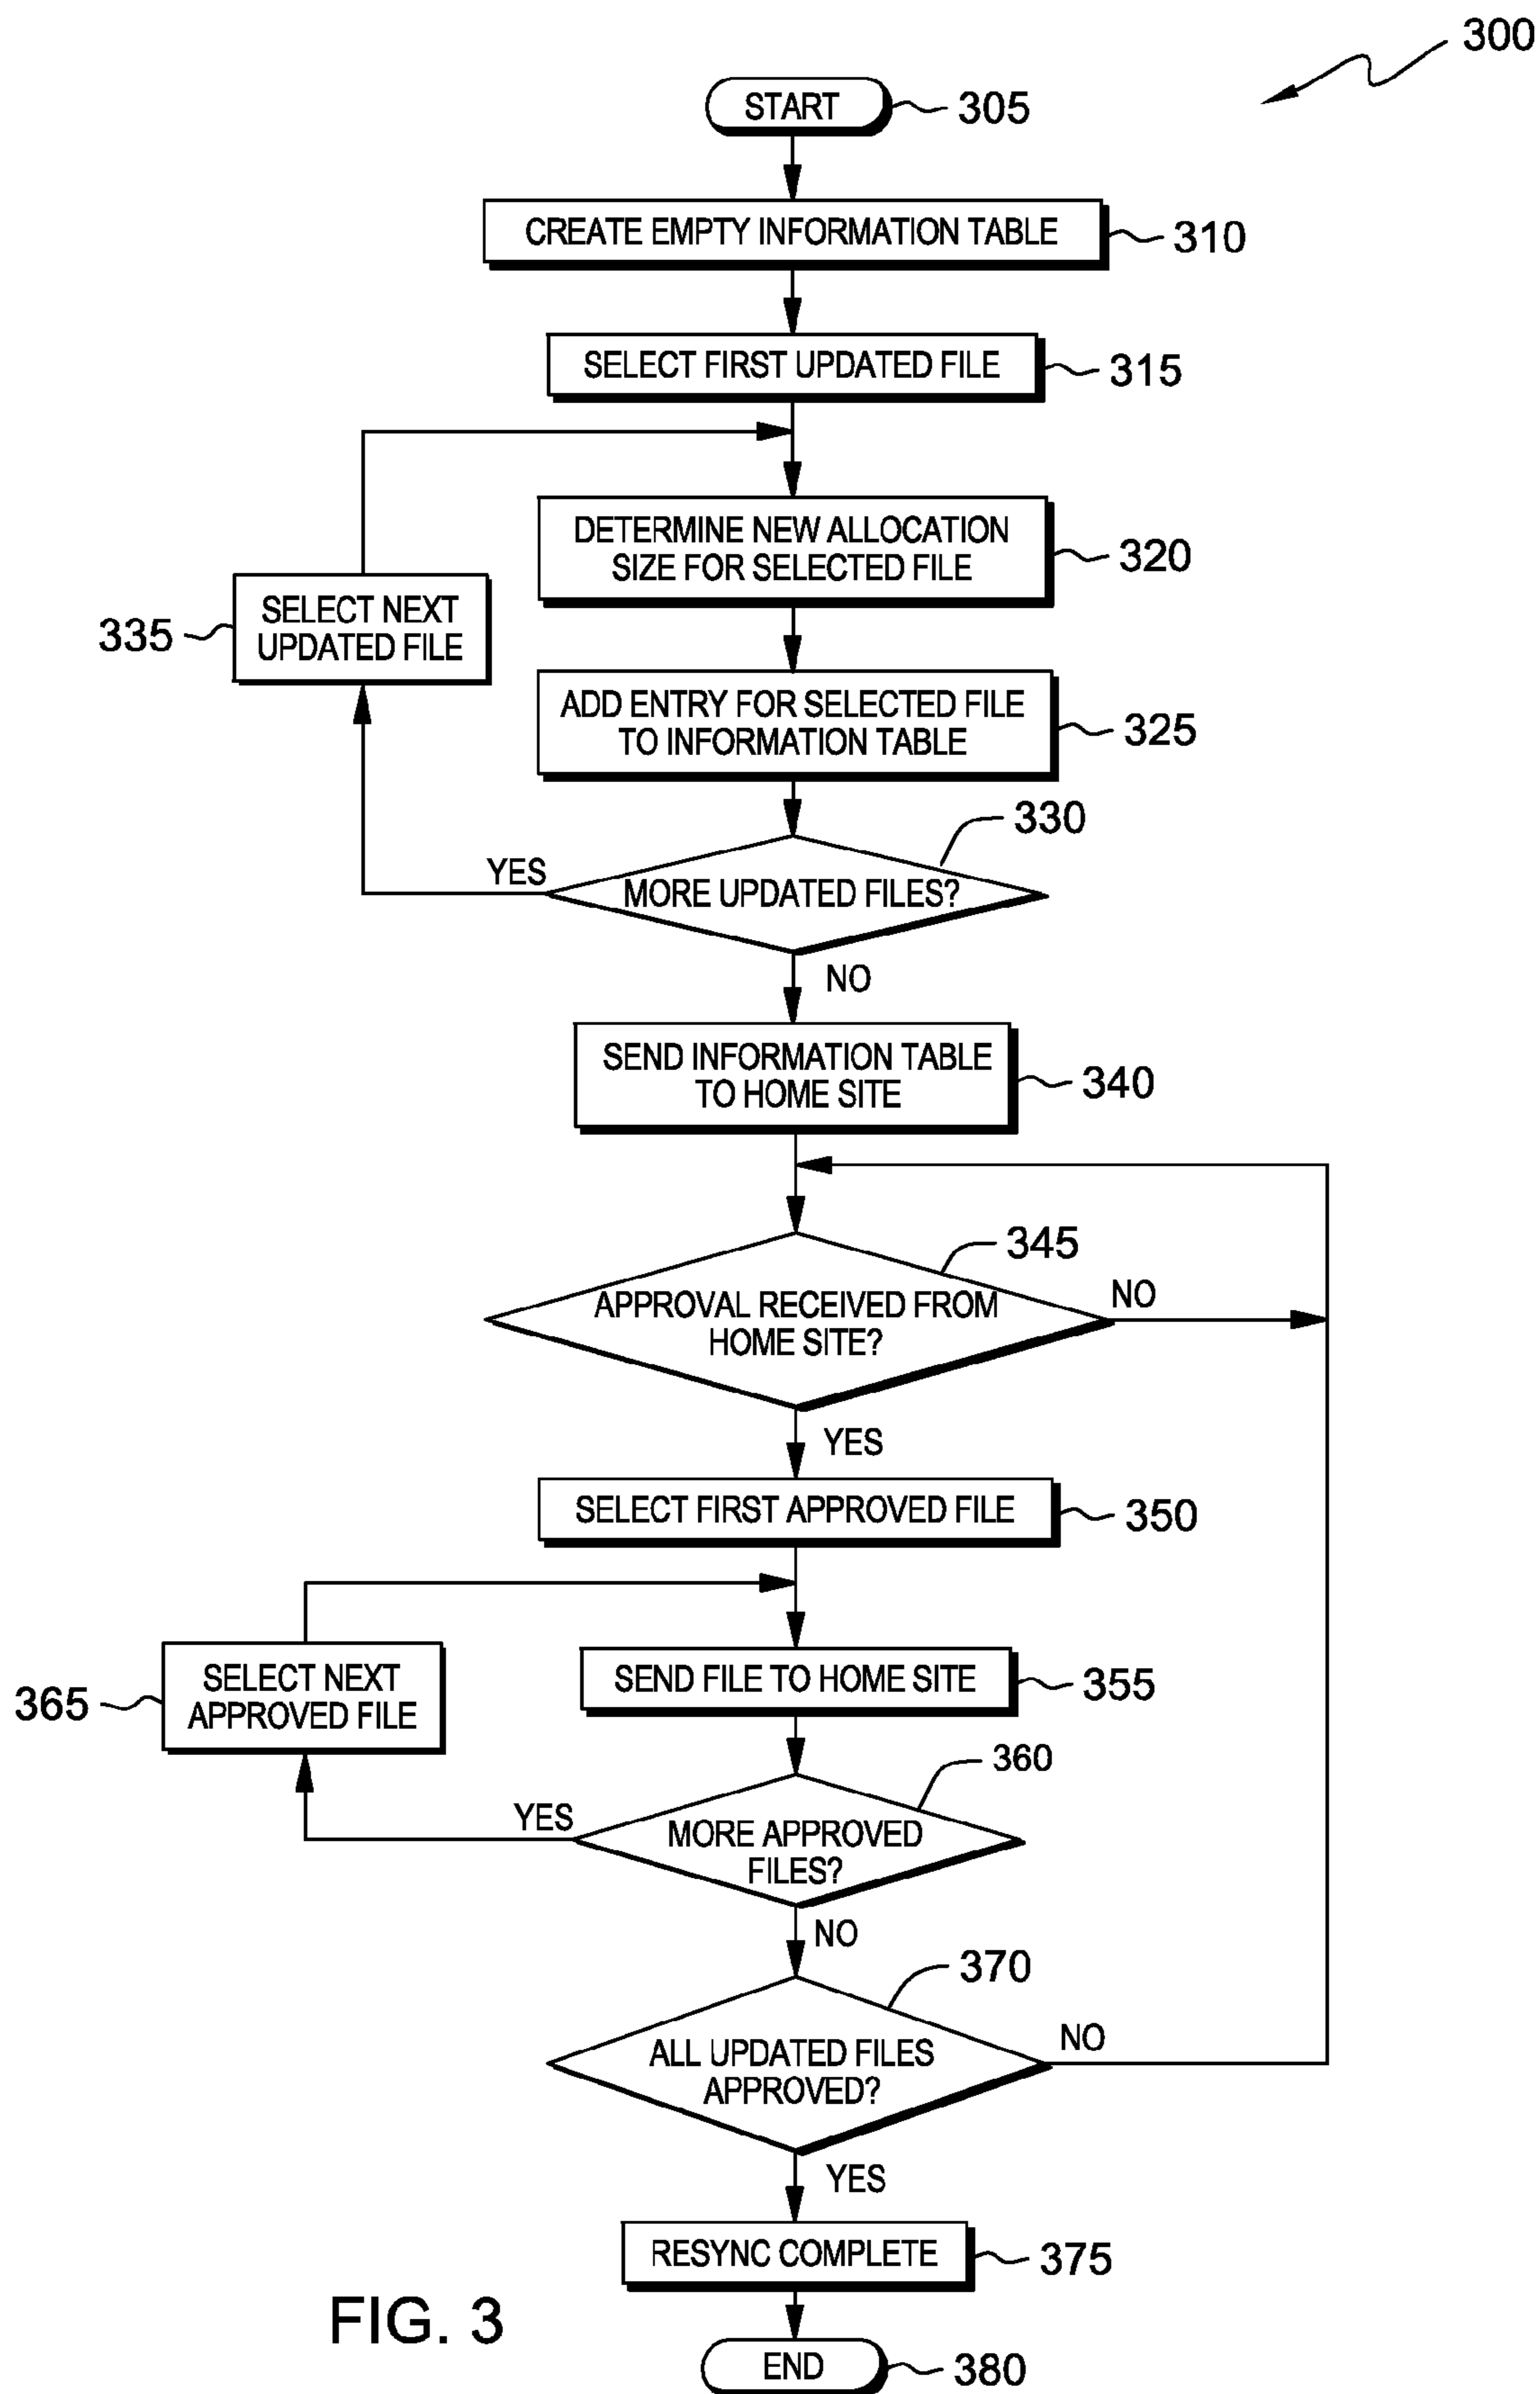 300
START
305
CREATE EMPTY INFORMATION TABLE
310
SELECT FIRST UPDATED FILE
315
DETERMINE NEW ALLOCATION
SIZE FOR SELECTED FILE
320
SELECT NEXT
UPDATED FILE
335
ADD ENTRY FOR SELECTED FILE
TO INFORMATION TABLE
325
330
YES
MORE UPDATED FILES?
NO
SEND INFORMATION TABLE
TO HOME SITE
340
345
APPROVAL RECEIVED FROM
HOME SITE?
NO
YES
SELECT FIRST APPROVED FILE
350
SELECT NEXT
APPROVED FILE
365
SEND FILE TO HOME SITE
355
360
YES
MORE APPROVED
FILES?
NO
370
ALL UPDATED FILES
APPROVED?
NO
YES
RESYNC COMPLETE
375
FIG. 3
END
380